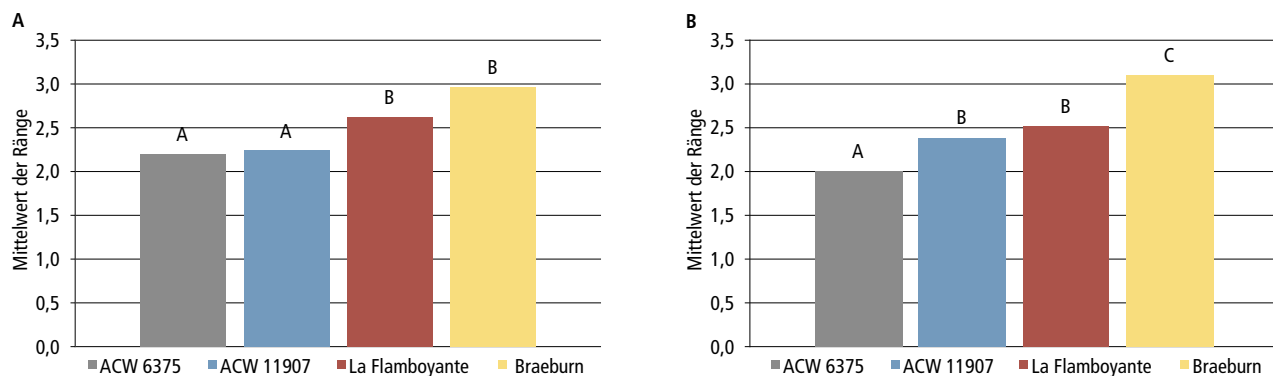 A
Mittelwert der Ränge
3,5
3,0
2,5
2,0
1,5
1,0
0,5
0,0
A
A
B
B
ACW 6375 ACW 11907 La Flamboyante Braeburn
B
Mittelwert der Ränge
3,5
3,0
2,5
2,0
1,5
1,0
0,5
0,0
A
B
B
C
ACW 6375 ACW 11907 La Flamboyante Braeburn